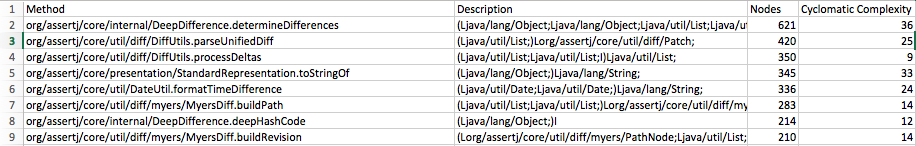 1 Method Description Nodes Cyclomatic Complexity
2 org/assertj/core/internal/DeepDifference.determineDifferences (Ljava/lang/Object;Ljava/lang/Object;Ljava/util/List;Ljava/ut 621 36
3 org/assertj/core/util/diff/DiffUtils.parseUnifiedDiff (Ljava/util/List;)Lorg/assertj/core/util/diff/Patch; 420 25
4 org/assertj/core/util/diff/DiffUtils.processDeltas (Ljava/util/List;Ljava/util/List;I)Ljava/util/List; 350 9
5 org/assertj/core/presentation/StandardRepresentation.toStringOf (Ljava/lang/Object;)Ljava/lang/String; 345 33
6 org/assertj/core/util/DateUtil.formatTimeDifference (Ljava/util/Date;Ljava/util/Date;)Ljava/lang/String; 336 24
7 org/assertj/core/util/diff/myers/MyersDiff.buildPath (Ljava/util/List;Ljava/util/List;)Lorg/assertj/core/util/diff/my 283 14
8 org/assertj/core/internal/DeepDifference.deepHashCode (Ljava/lang/Object;)I 214 12
9 org/assertj/core/util/diff/myers/MyersDiff.buildRevision (Lorg/assertj/core/util/diff/myers/PathNode;Ljava/util/List; 210 14